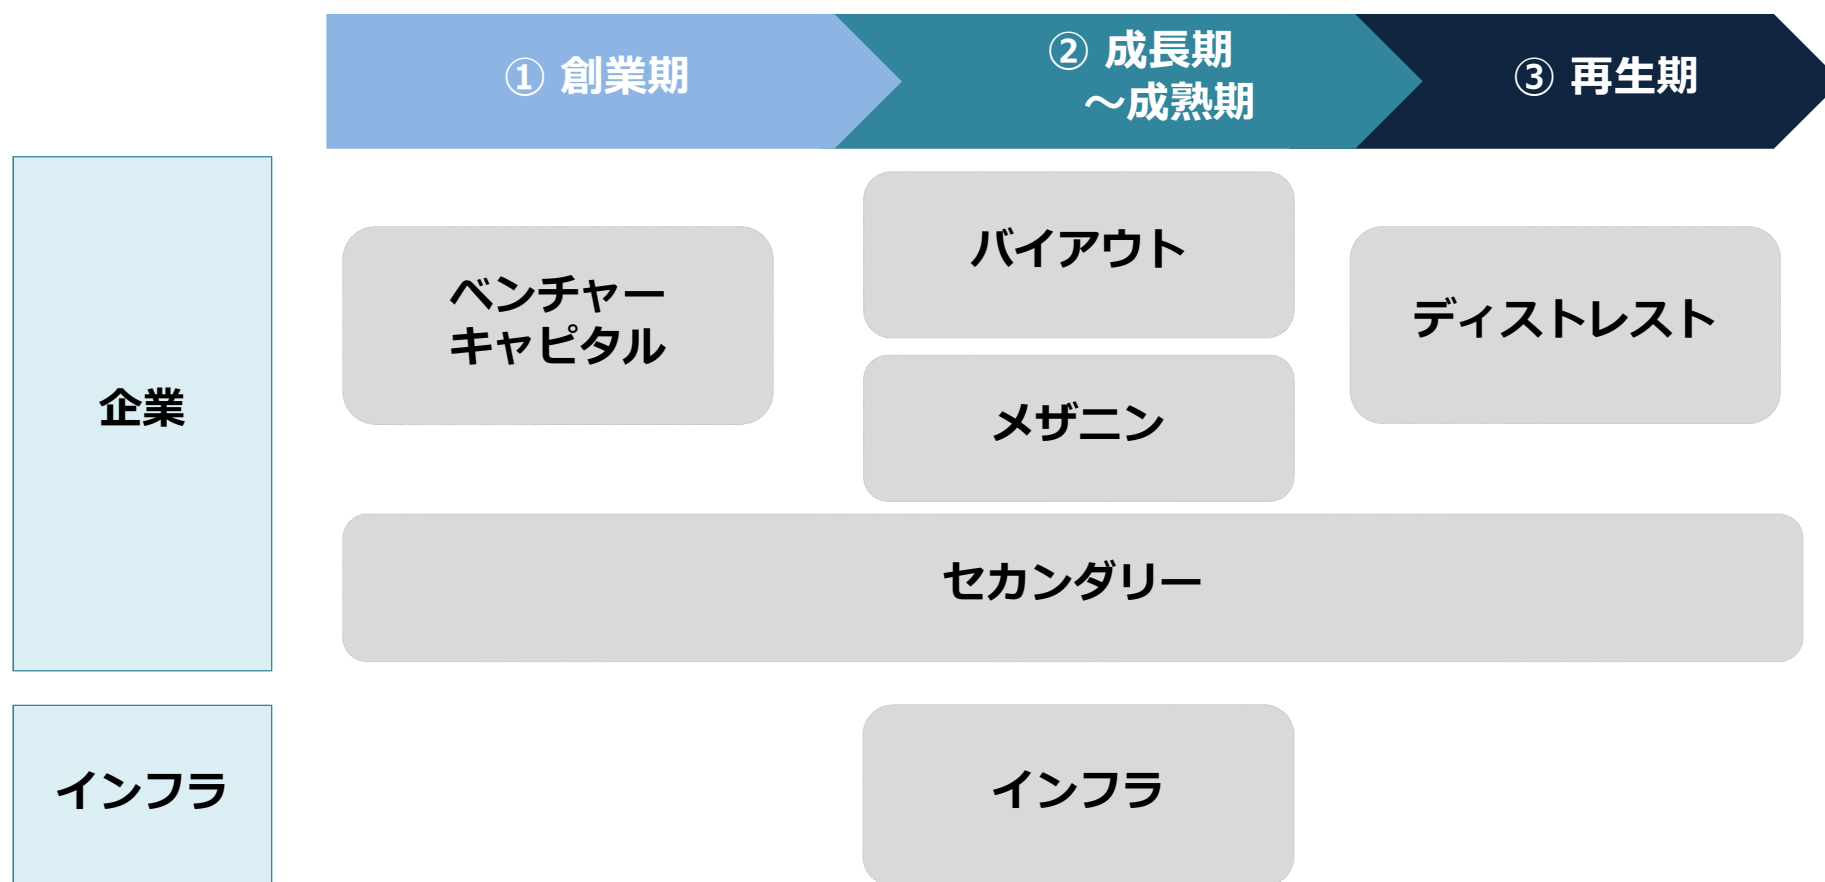 ① 創業期
② 成長期
～成熟期
③ 再生期
企業
ベンチャー
キャピタル
バイアウト
メザニン
ディストレスト
セカンダリー
インフラ
インフラ